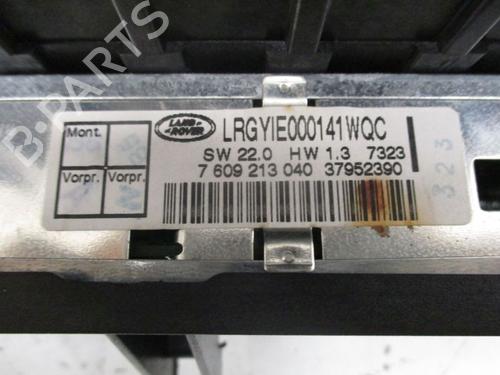 Mont.
Vorpr.
Vorpr.
LAND ROVER
LRGYIE000141WQC
SW 22.0 HW 1.3 7323
7 609 213 040 37952390
323